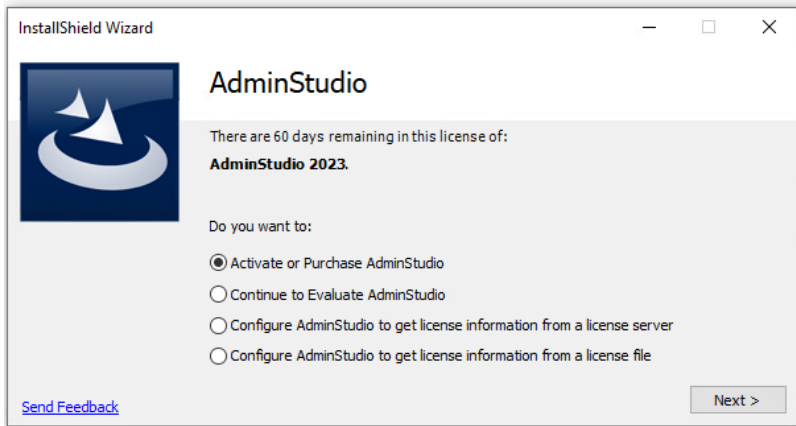 InstallShield Wizard
AdminStudio
There are 60 days remaining in this license of:
AdminStudio 2023.
Do you want to:
Activate or Purchase AdminStudio
Continue to Evaluate AdminStudio
Configure AdminStudio to get license information from a license server
Configure AdminStudio to get license information from a license file
Send Feedback
Next >